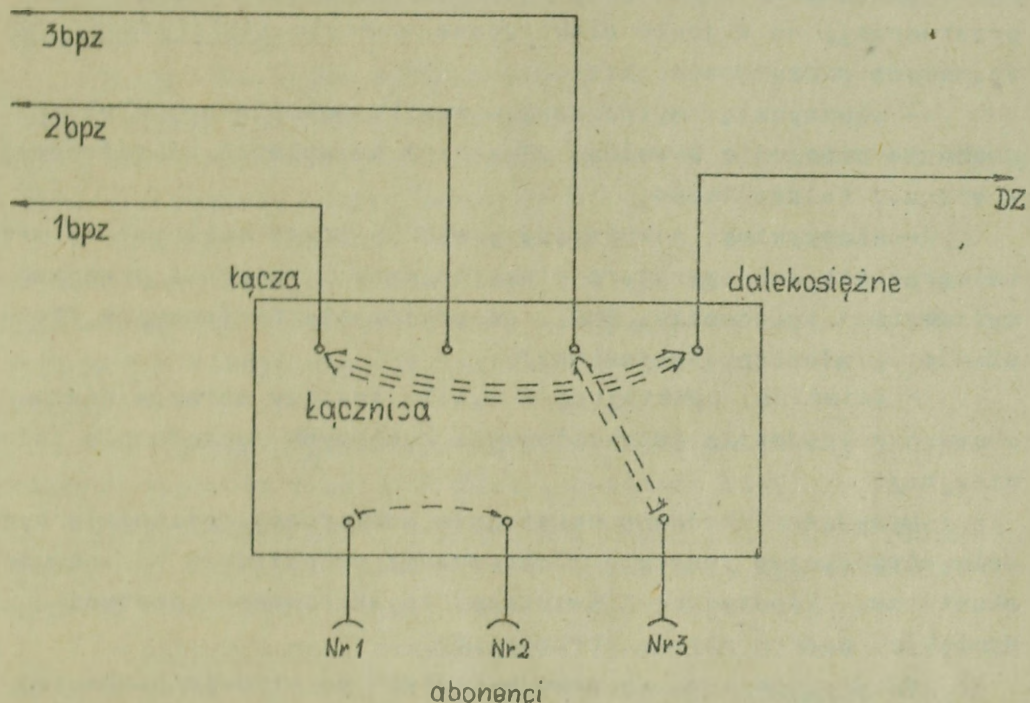 3bpz
2bpz
1bpz
DZ
łącza
dalekosiężne
Łącznica
Nr1
Nr2
Nr3
abonenci